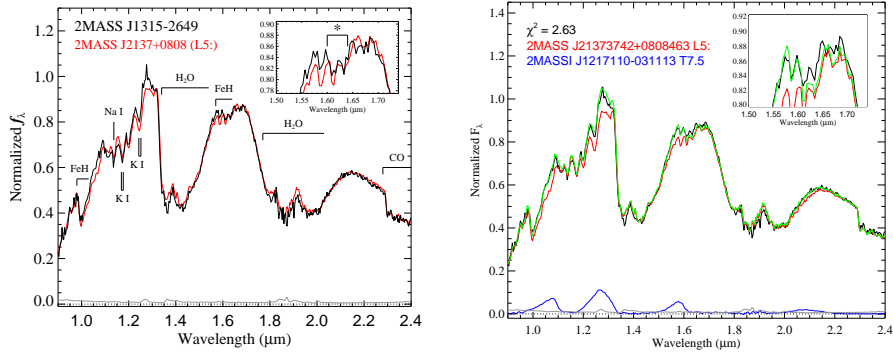 2MASS J1315-2649
2MASS J2137+0808 (L5:)
*
0.88
0.86
0.84
0.82
0.80
0.78
1.50 1.55 1.60 1.65 1.70
Wavelength (μm)
H₂O
FeH
Na I
H₂O
CO
FeH
K I
K I
Normalized fλ
1.2
1.0
0.8
0.6
0.4
0.2
0.0
1.0 1.2 1.4 1.6 1.8 2.0 2.2 2.4
Wavelength (μm)
χ² = 2.63
2MASS J21373742+0808463 L5:
2MASSI J1217110-031113 T7.5
0.92
0.90
0.88
0.86
0.84
0.82
0.80
1.50 1.55 1.60 1.65 1.70
Wavelength (μm)
Normalized Fλ
1.4
1.2
1.0
0.8
0.6
0.4
0.2
0.0
1.0 1.2 1.4 1.6 1.8 2.0 2.2 2.4
Wavelength (μm)